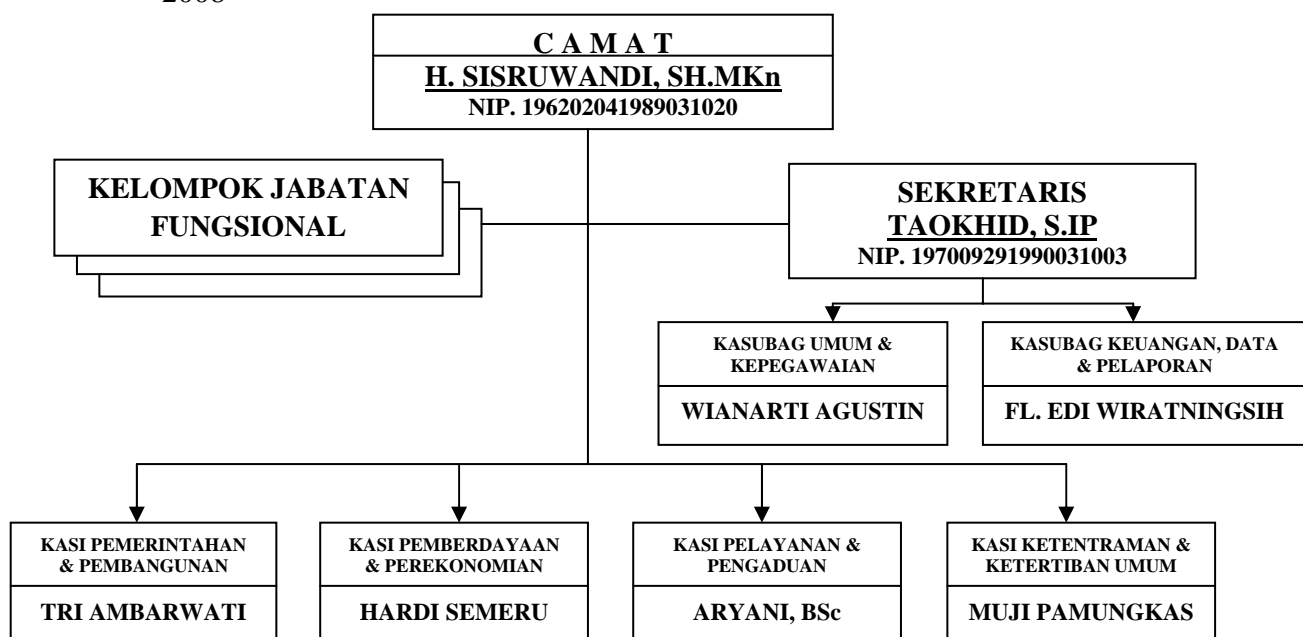 C A M A T
H. SISRUWANDI, SH.MKn
NIP. 196202041989031020
KELOMPOK JABATAN
FUNGSIONAL
SEKRETARIS
TAOKHID, S.IP
NIP. 197009291990031003
KASUBAG UMUM &
KEPEGAWAIAN
WIANARTI AGUSTIN
KASUBAG KEUANGAN, DATA
& PELAPORAN
FL. EDI WIRATNINGSIH
KASI PEMERINTAHAN
& PEMBANGUNAN
TRI AMBARWATI
KASI PEMBERDAYAAN
& PEREKONOMIAN
HARDI SEMERU
KASI PELAYANAN &
PENGADUAN
ARYANI, BSc
KASI KETENTRAMAN &
KETERTIBAN UMUM
MUJI PAMUNGKAS